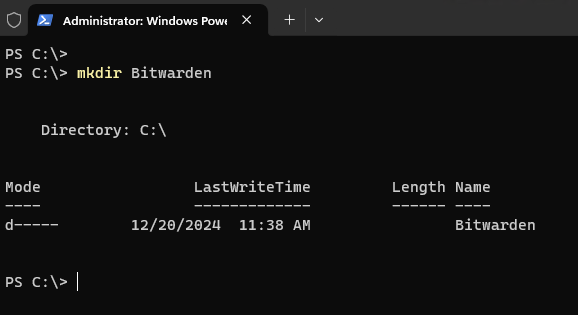 Administrator: Windows Powe
PS C:\>
PS C:\> mkdir Bitwarden
Directory: C:\
Mode LastWriteTime Length Name
---- ------------- ------ ----
d----- 12/20/2024 11:38 AM Bitwarden
PS C:\>